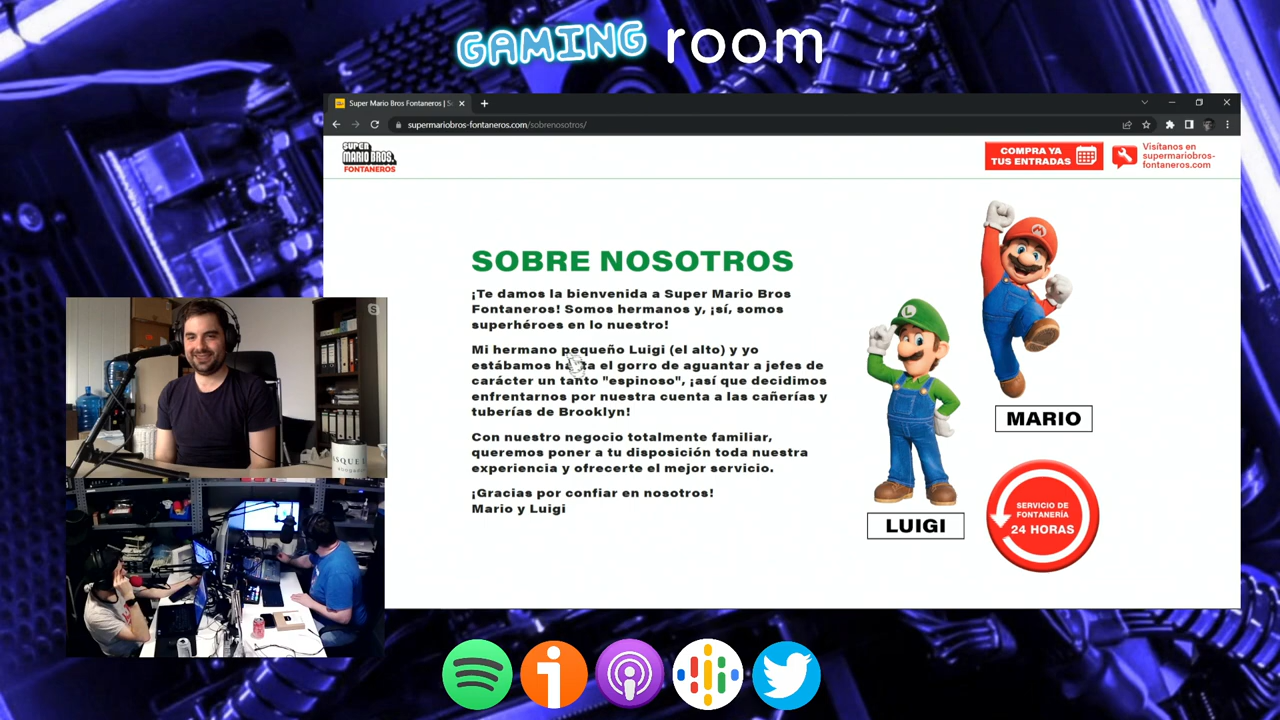 GAMING room
Super Mario Bros Fontaneros | S
supermariobros-fontaneros.com/sobrenosotros/
SUPER
MARIO BROS.
FONTANEROS
COMPRA YA
TUS ENTRADAS
Visítanos en
supermariobros-
fontaneros.com
SOBRE NOSOTROS
¡Te damos la bienvenida a Super Mario Bros
Fontaneros! Somos hermanos y, ¡sí, somos
superhéroes en lo nuestro!
Mi hermano pequeño Luigi (el alto) y yo
estábamos hasta el gorro de aguantar a jefes de
carácter un tanto "espinoso", ¡así que decidimos
enfrentarnos por nuestra cuenta a las cañerías y
tuberías de Brooklyn!
Con nuestro negocio totalmente familiar,
queremos poner a tu disposición toda nuestra
experiencia y ofrecerte el mejor servicio.
¡Gracias por confiar en nosotros!
Mario y Luigi
M
L
MARIO
LUIGI
SERVICIO DE
FONTANERÍA
24 HORAS